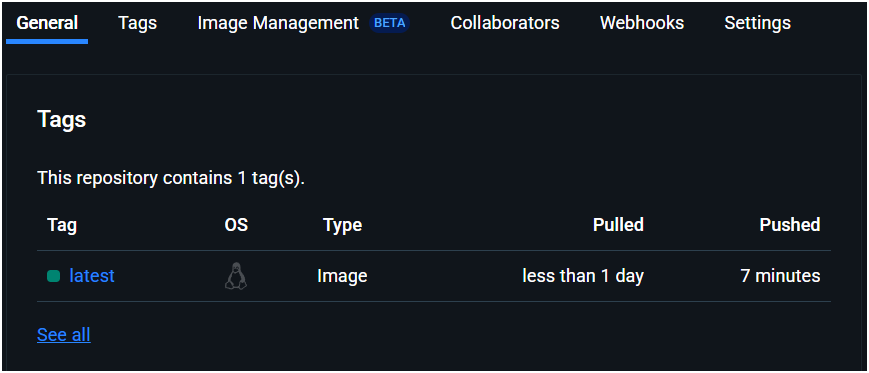 General Tags Image Management BETA Collaborators Webhooks Settings
Tags
This repository contains 1 tag(s).
Tag OS Type Pulled Pushed
latest Image less than 1 day 7 minutes
See all